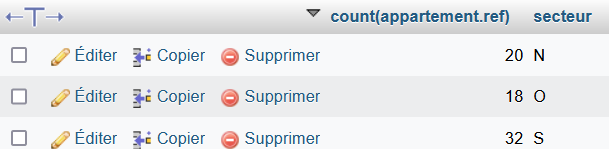 count(appartement.ref) secteur
Éditer Copier Supprimer 20 N
Éditer Copier Supprimer 18 O
Éditer Copier Supprimer 32 S